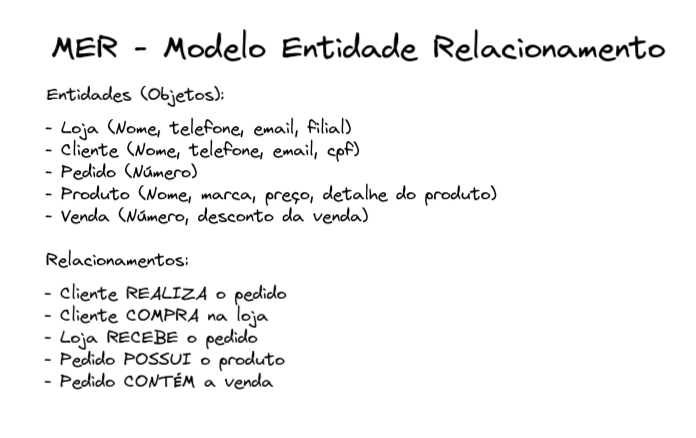 MER - Modelo Entidade Relacionamento
Entidades (Objetos):
- Loja (Nome, telefone, email, filial)
- Cliente (Nome, telefone, email, cpf)
- Pedido (Número)
- Produto (Nome, marca, preço, detalhe do produto)
- Venda (Número, desconto da venda)
Relacionamentos:
- Cliente REALIZA o pedido
- Cliente COMPRA na loja
- Loja RECEBE o pedido
- Pedido POSSUI o produto
- Pedido CONTÉM a venda